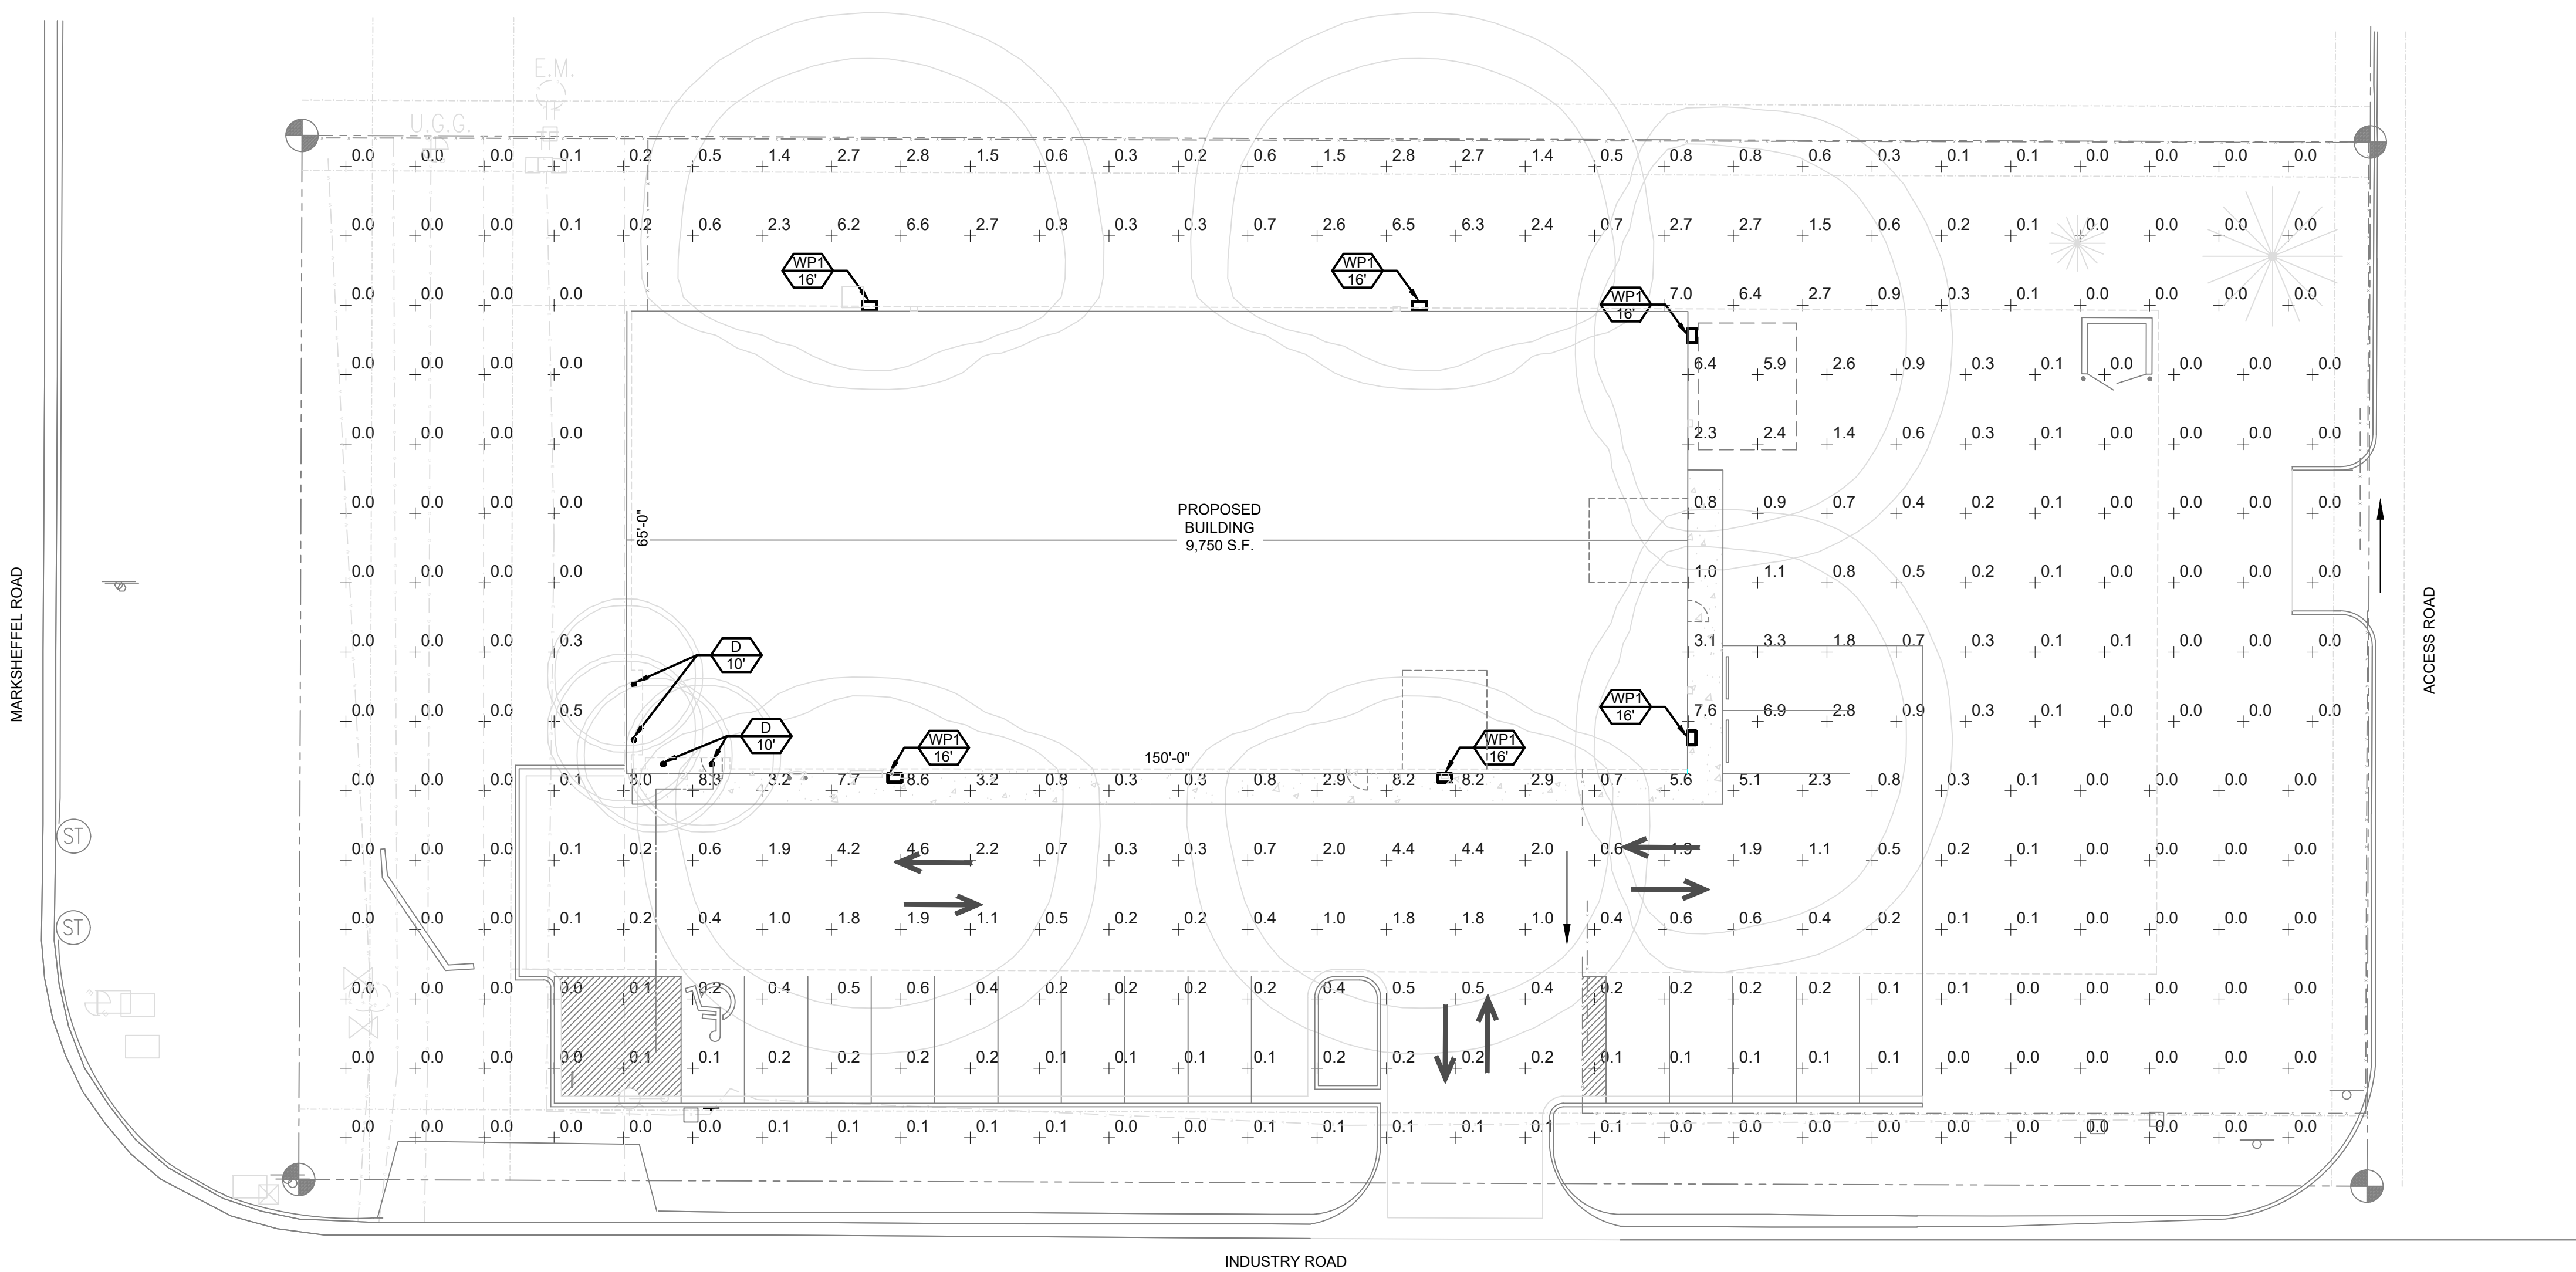 E.M.
U.G.G.
0.0 0.0 0.0 0.1 0.2 0.5 1.4 2.7 2.8 1.5 0.6 0.3 0.2 0.6 1.5 2.8 2.7 1.4 0.5 0.8 0.8 0.6 0.3 0.1 0.1 0.0 0.0 0.0 0.0
0.0 0.0 0.0 0.1 0.2 0.6 2.3 6.2 6.6 2.7 0.8 0.3 0.3 0.7 2.6 6.5 6.3 2.4 0.7 2.7 2.7 1.5 0.6 0.2 0.1 0.0 0.0 0.0 0.0
WP1
16'
WP1
16'
WP1
16'
0.0 0.0 0.0 0.0 7.0 6.4 2.7 0.9 0.3 0.1 0.0 0.0 0.0 0.0
0.0 0.0 0.0 0.0 6.4 5.9 2.6 0.9 0.3 0.1 0.0 0.0 0.0 0.0
0.0 0.0 0.0 0.0 2.3 2.4 1.4 0.6 0.3 0.1 0.0 0.0 0.0 0.0
0.0 0.0 0.0 0.0 0.8 0.9 0.7 0.4 0.2 0.1 0.0 0.0 0.0 0.0
65'-0"
PROPOSED
BUILDING
9,750 S.F.
0.0 0.0 0.0 0.0 1.0 1.1 0.8 0.5 0.2 0.1 0.0 0.0 0.0 0.0
MARKSHEFFEL ROAD
ACCESS ROAD
0.0 0.0 0.0 0.3 3.1 3.3 1.8 0.7 0.3 0.1 0.1 0.0 0.0 0.0
D
10'
0.0 0.0 0.0 0.5 7.6 6.9 2.8 0.9 0.3 0.1 0.0 0.0 0.0 0.0
WP1
16'
D
10'
WP1
16'
150'-0"
WP1
16'
0.0 0.0 0.0 0.1 8.0 8.3 3.2 7.7 8.6 3.2 0.8 0.3 0.3 0.8 2.9 8.2 8.2 2.9 0.7 5.6 5.1 2.3 0.8 0.3 0.1 0.0 0.0 0.0 0.0
ST
0.0 0.0 0.0 0.1 0.2 0.6 1.9 4.2 4.6 2.2 0.7 0.3 0.3 0.7 2.0 4.4 4.4 2.0 0.6 1.9 1.9 1.1 0.5 0.2 0.1 0.0 0.0 0.0 0.0
ST
0.0 0.0 0.0 0.1 0.2 0.4 1.0 1.8 1.9 1.1 0.5 0.2 0.2 0.4 1.0 1.8 1.8 1.0 0.4 0.6 0.6 0.4 0.2 0.1 0.1 0.0 0.0 0.0 0.0
0.0 0.0 0.0 0.0 0.1 0.2 0.4 0.5 0.6 0.4 0.2 0.2 0.2 0.2 0.4 0.5 0.5 0.4 0.2 0.2 0.2 0.2 0.1 0.1 0.0 0.0 0.0 0.0 0.0
0.0 0.0 0.0 0.0 0.1 0.1 0.2 0.2 0.2 0.2 0.1 0.1 0.1 0.1 0.2 0.2 0.2 0.2 0.1 0.1 0.1 0.1 0.1 0.0 0.0 0.0 0.0 0.0 0.0
0.0 0.0 0.0 0.0 0.0 0.0 0.1 0.1 0.1 0.1 0.1 0.0 0.0 0.1 0.1 0.1 0.1 0.1 0.1 0.0 0.0 0.0 0.0 0.0 0.0 0.0 0.0 0.0 0.0
INDUSTRY ROAD